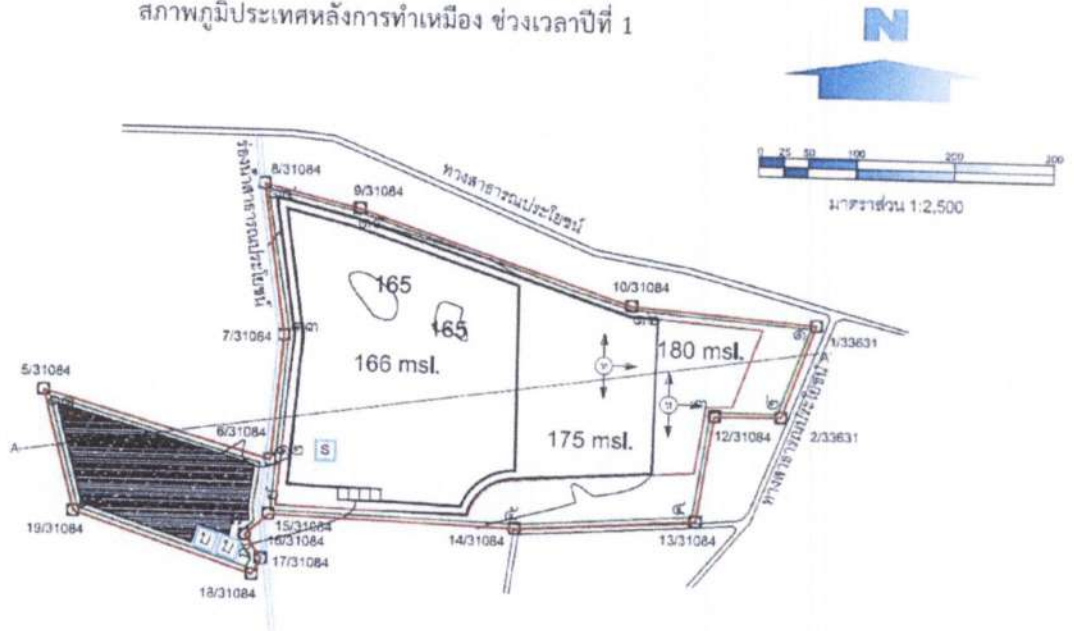 สภาพภูมิประเทศหลังการทำเหมือง ช่วงเวลาปีที่ 1
N
0 25 50 100 200 300
มาตราส่วน 1:2,500
ร่องน้ำสาธารณประโยชน์
8/31084
9/31084
ทางสาธารณประโยชน์
10/31084
1/33631
7/31084
165
165
166 msl.
180 msl.
175 msl.
5/31084
6/31084
A
S
12/31084
2/33631
ทางสาธารณประโยชน์
19/31084
15/31084
16/31084
17/31084
18/31084
14/31084
13/31084